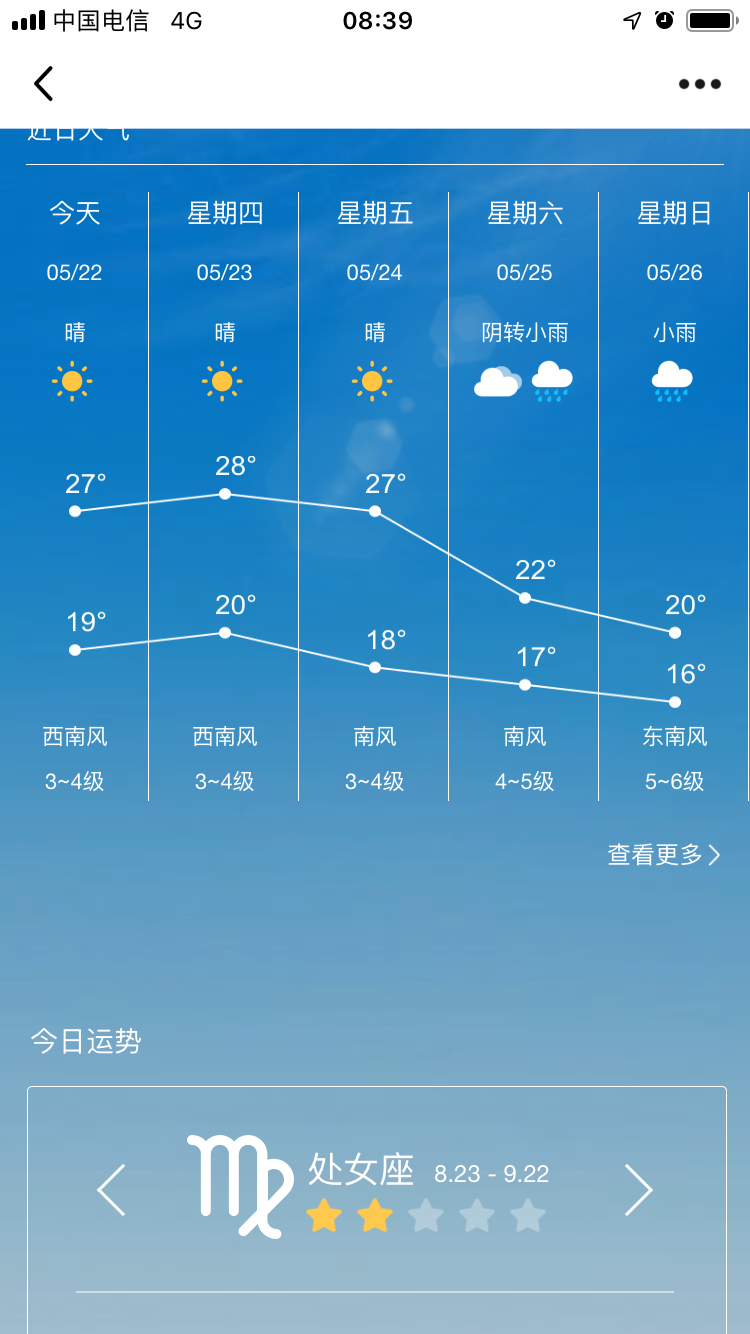 中国电信 4G 08:39
近日天气
今天 星期四 星期五 星期六 星期日
05/22 05/23 05/24 05/25 05/26
晴 晴 晴 阴转小雨 小雨
27° 28° 27° 22° 20°
19° 20° 18° 17° 16°
西南风 西南风 南风 南风 东南风
3~4级 3~4级 3~4级 4~5级 5~6级
查看更多
今日运势
处女座 8.23 - 9.22